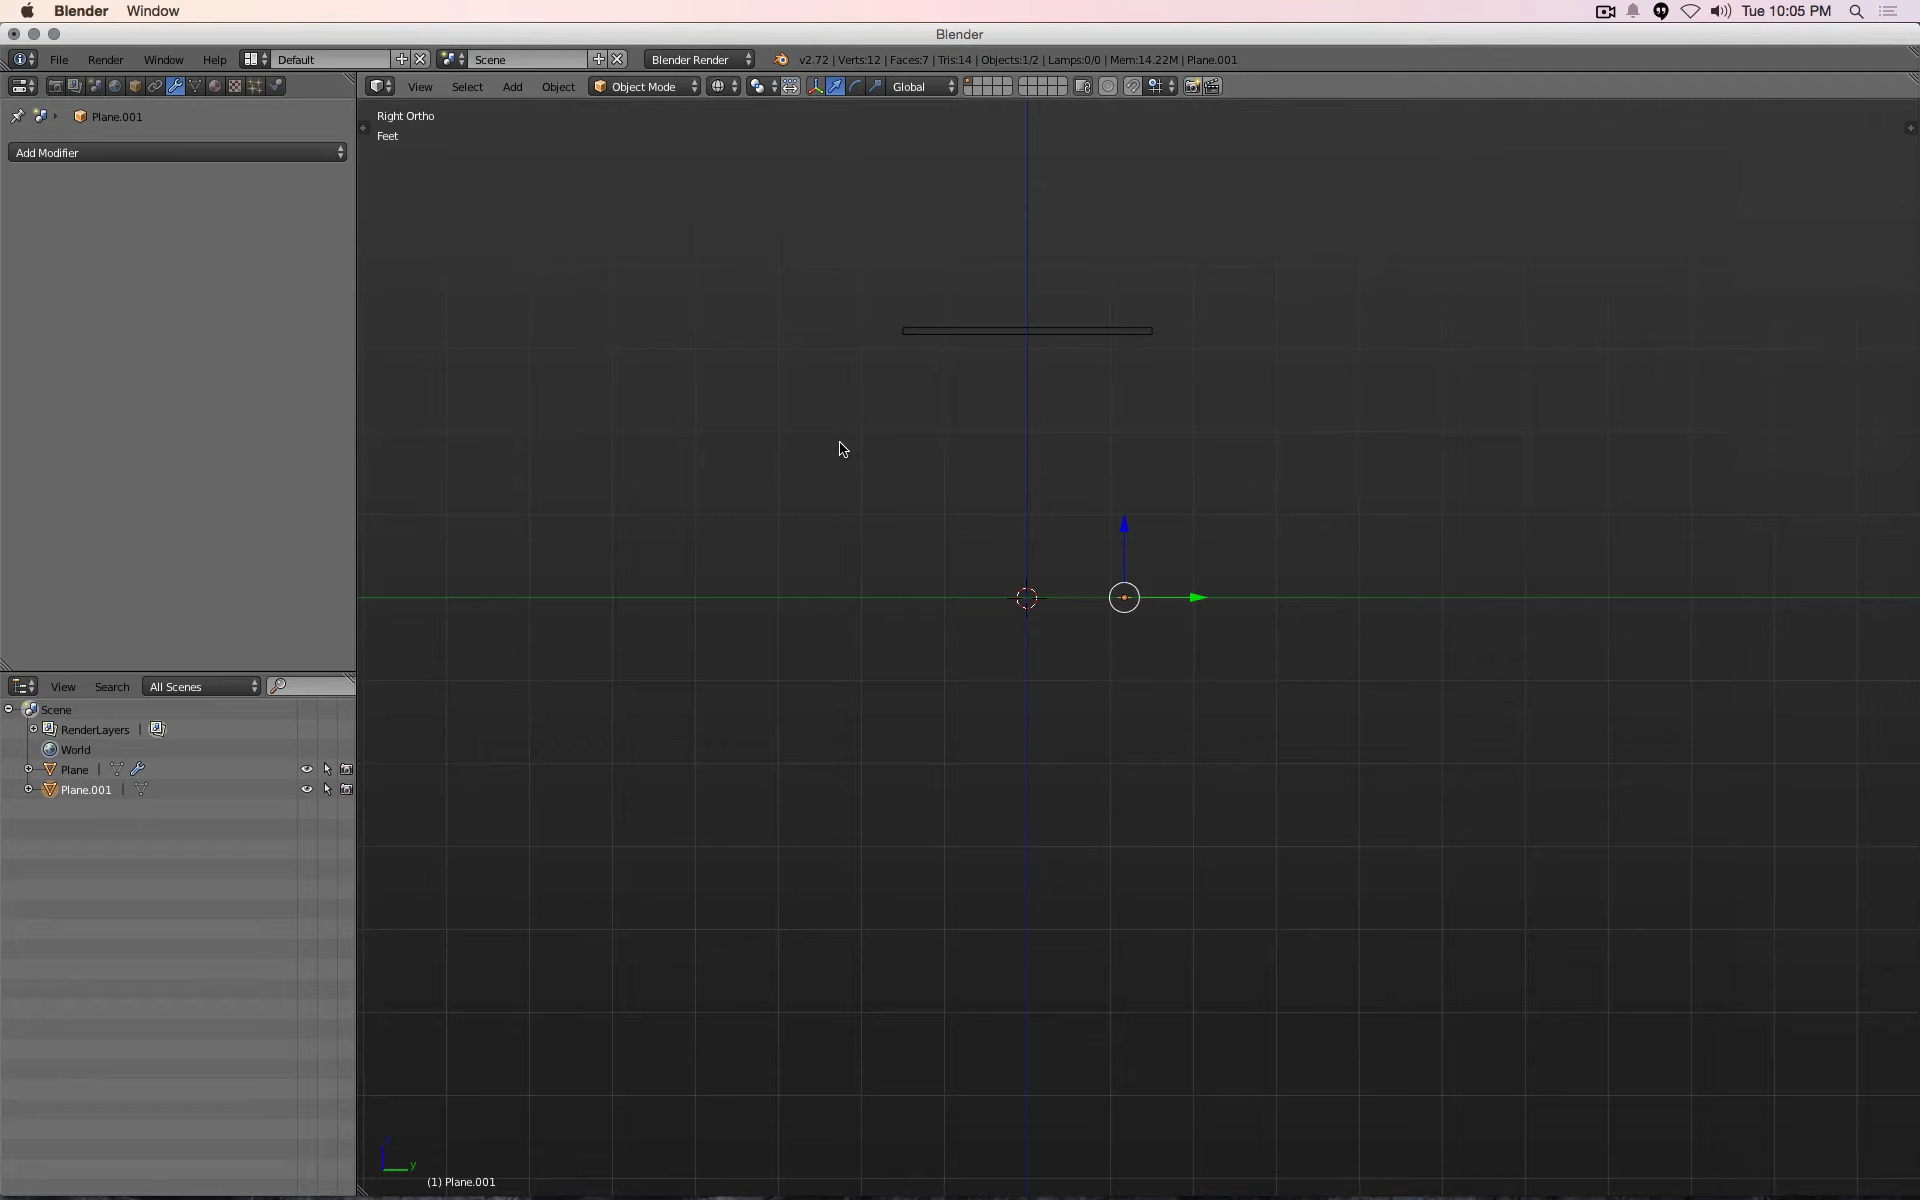 Blender Window Tue 10:05 PM
Blender
File Render Window Help Default Scene Blender Render v2.72 | Verts:12 | Faces:7 | Tris:14 | Objects:1/2 | Lamps:0/0 | Mem:14.22M | Plane.001
View Select Add Object Object Mode Global
Plane.001
Add Modifier
Right Ortho
Feet
View Search All Scenes
Scene
RenderLayers |
World
Plane |
Plane.001 |
y
(1) Plane.001